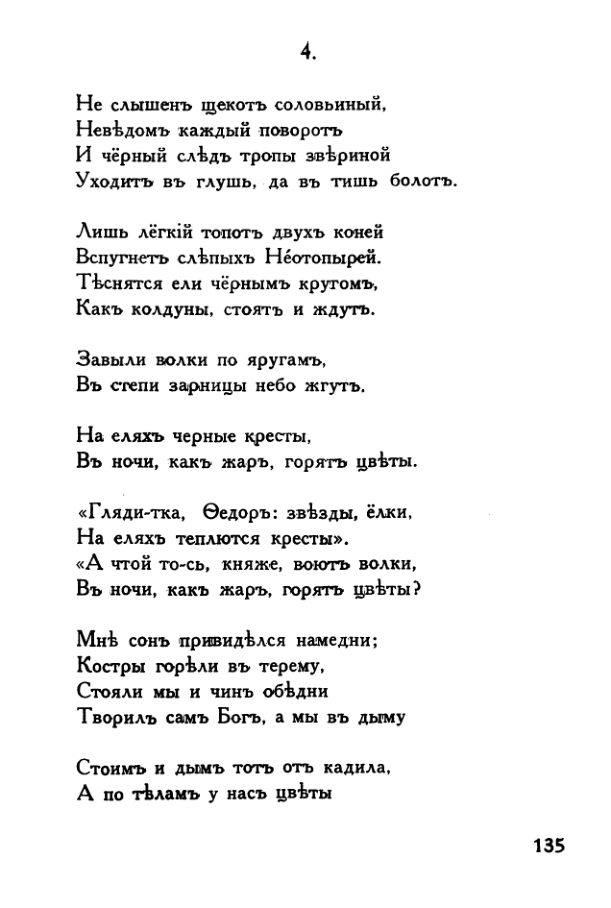 4.
Не слышенъ щекотъ соловьиный,
Невѣдомъ каждый поворотъ
И чёрный слѣдъ тропы звѣриной
Уходитъ въ глушь, да въ тишь болотъ.
Лишь лёгкій топотъ двухъ коней
Вспугнетъ слѣпыхъ Нéотопырей.
Тѣснятся ели чёрнымъ кругомъ,
Какъ колдуны, стоятъ и ждутъ.
Завыли волки по яругамъ,
Въ степи зарницы небо жгутъ.
На еляхъ черные кресты,
Въ ночи, какъ жаръ, горятъ цвѣты.
«Гляди-тка, Ѳедоръ: звѣзды, ёлки,
На еляхъ теплются кресты».
«А чтой то-сь, княже, воютъ волки,
Въ ночи, какъ жаръ, горятъ цвѣты?
Мнѣ сонъ привидѣлся намедни;
Костры горѣли въ терему,
Стояли мы и чинъ обѣдни
Творилъ самъ Богъ, а мы въ дыму
Стоимъ и дымъ тотъ отъ кадила,
А по тѣламъ у насъ цвѣты
135